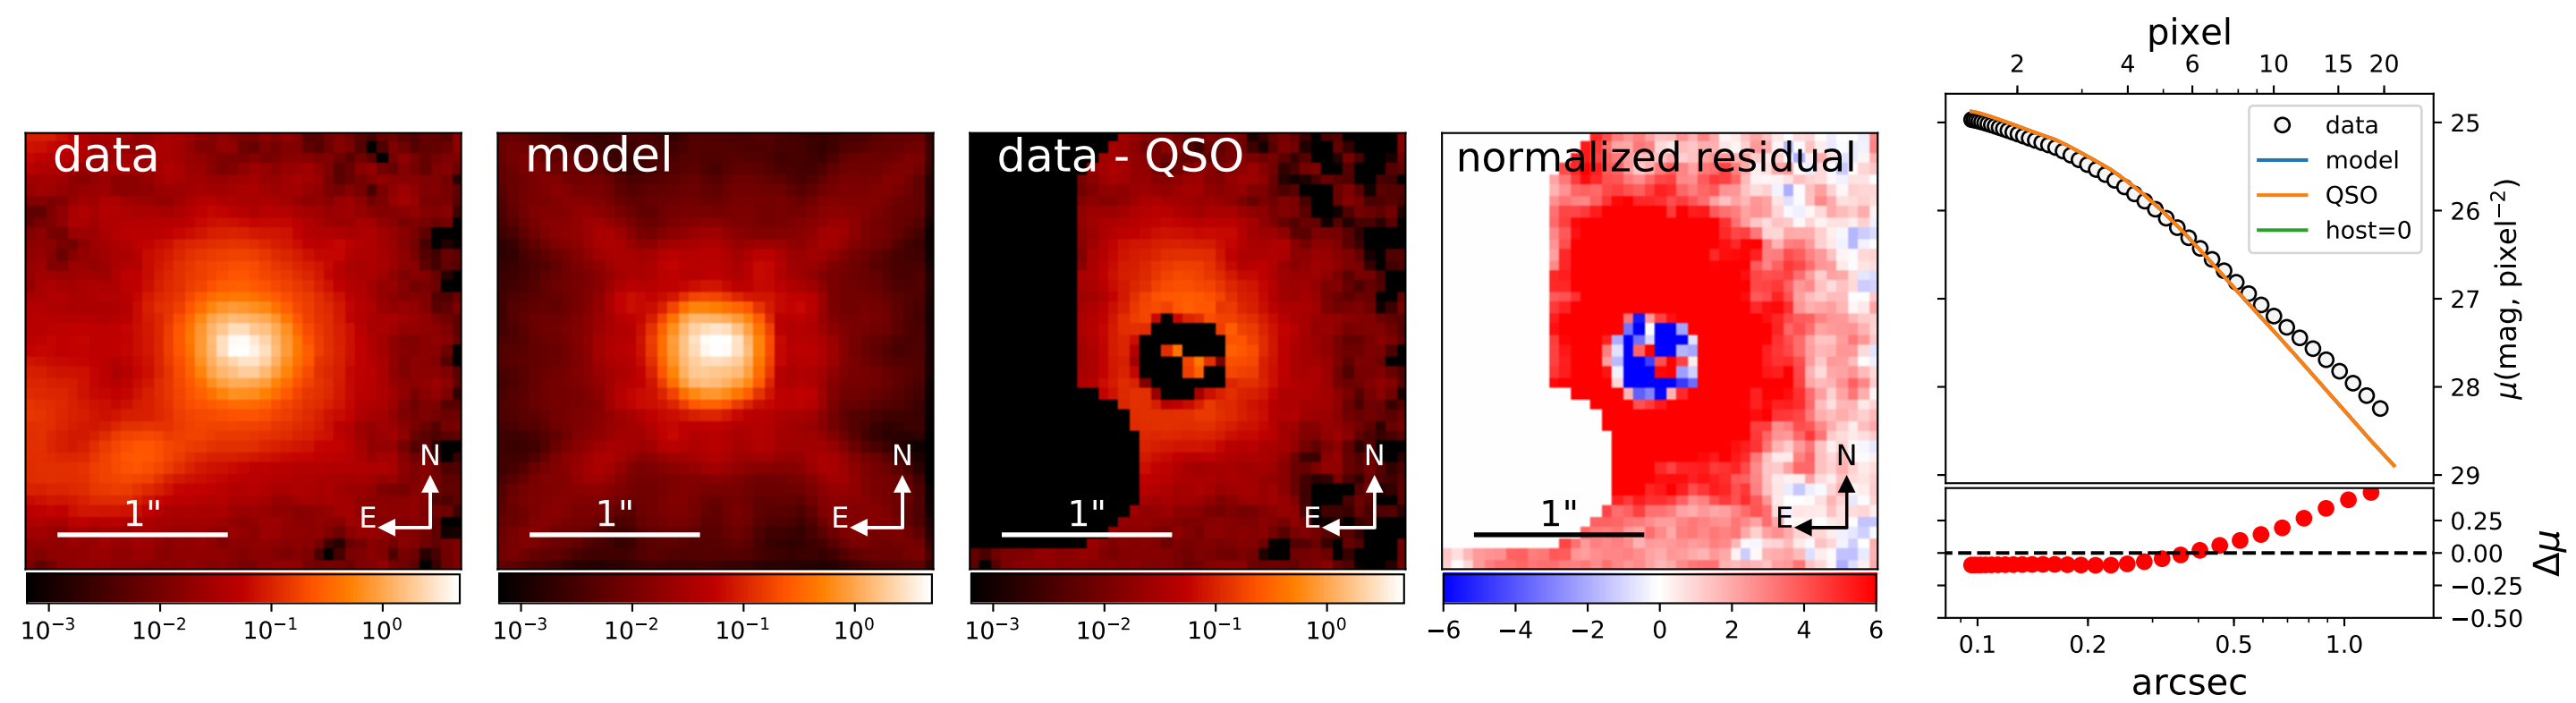 data
N
E
1"
10⁻³ 10⁻² 10⁻¹ 10⁰
model
N
E
1"
10⁻³ 10⁻² 10⁻¹ 10⁰
data - QSO
N
E
1"
10⁻³ 10⁻² 10⁻¹ 10⁰
normalized residual
N
E
1"
−6 −4 −2 0 2 4 6
pixel
2 4 6 10 15 20
data
model
QSO
host=0
25
26
27
28
29
μ(mag, pixel⁻²)
0.25
0.00
−0.25
−0.50
Δμ
0.1 0.2 0.5 1.0
arcsec